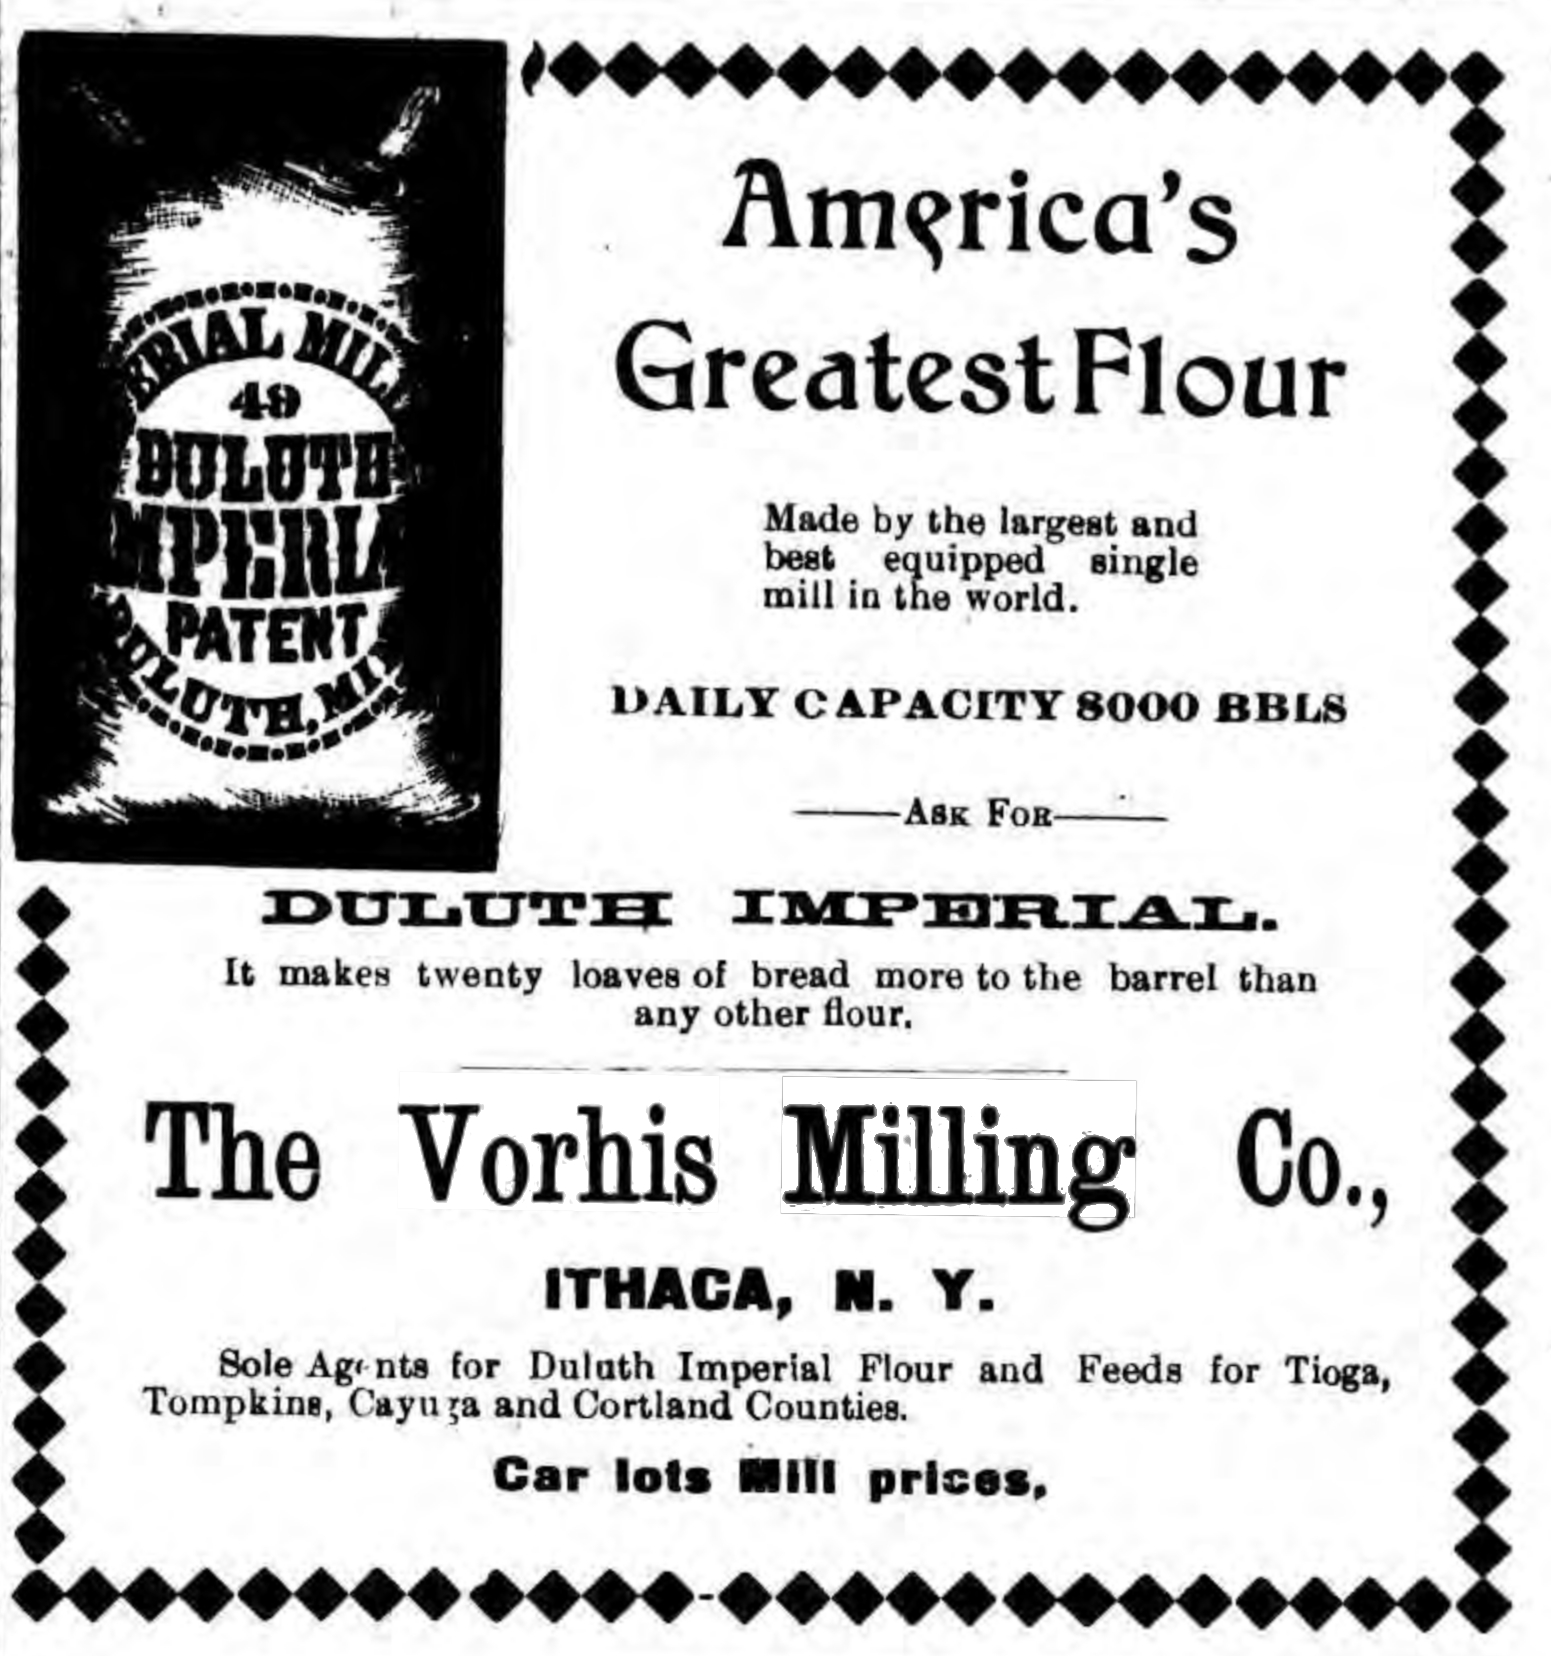 ERIAL MILL
49
DULUTH
MPERIA
PATENT
DULUTH, MIN
America's
Greatest Flour
Made by the largest and
best equipped single
mill in the world.
DAILY CAPACITY 8000 BBLS
ASK FOR
DULUTH IMPERIAL.
It makes twenty loaves of bread more to the barrel than
any other flour.
The Vorhis Milling Co.,
ITHACA, N. Y.
Sole Agents for Duluth Imperial Flour and Feeds for Tioga,
Tompkins, Cayuga and Cortland Counties.
Car lots Mill prices.